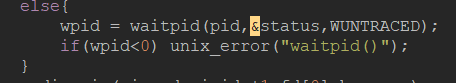 else{
wpid = waitpid(pid,&status,WUNTRACED);
if(wpid<0) unix_error("waitpid()");
}